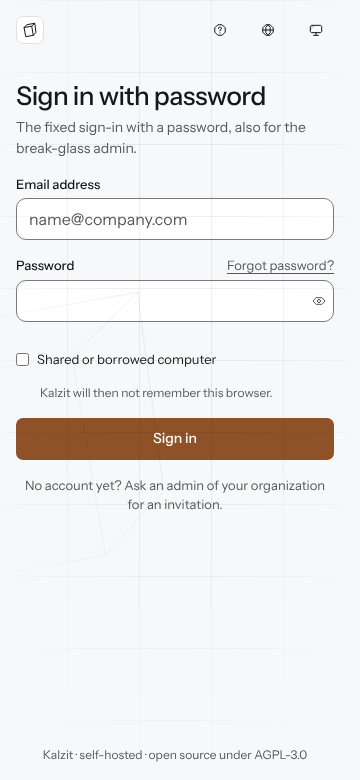 Sign in with password
The fixed sign-in with a password, also for the
break-glass admin.
Email address
name@company.com
Password
Forgot password?
Shared or borrowed computer
Kalzit will then not remember this browser.
Sign in
No account yet? Ask an admin of your organization
for an invitation.
Kalzit · self-hosted · open source under AGPL-3.0